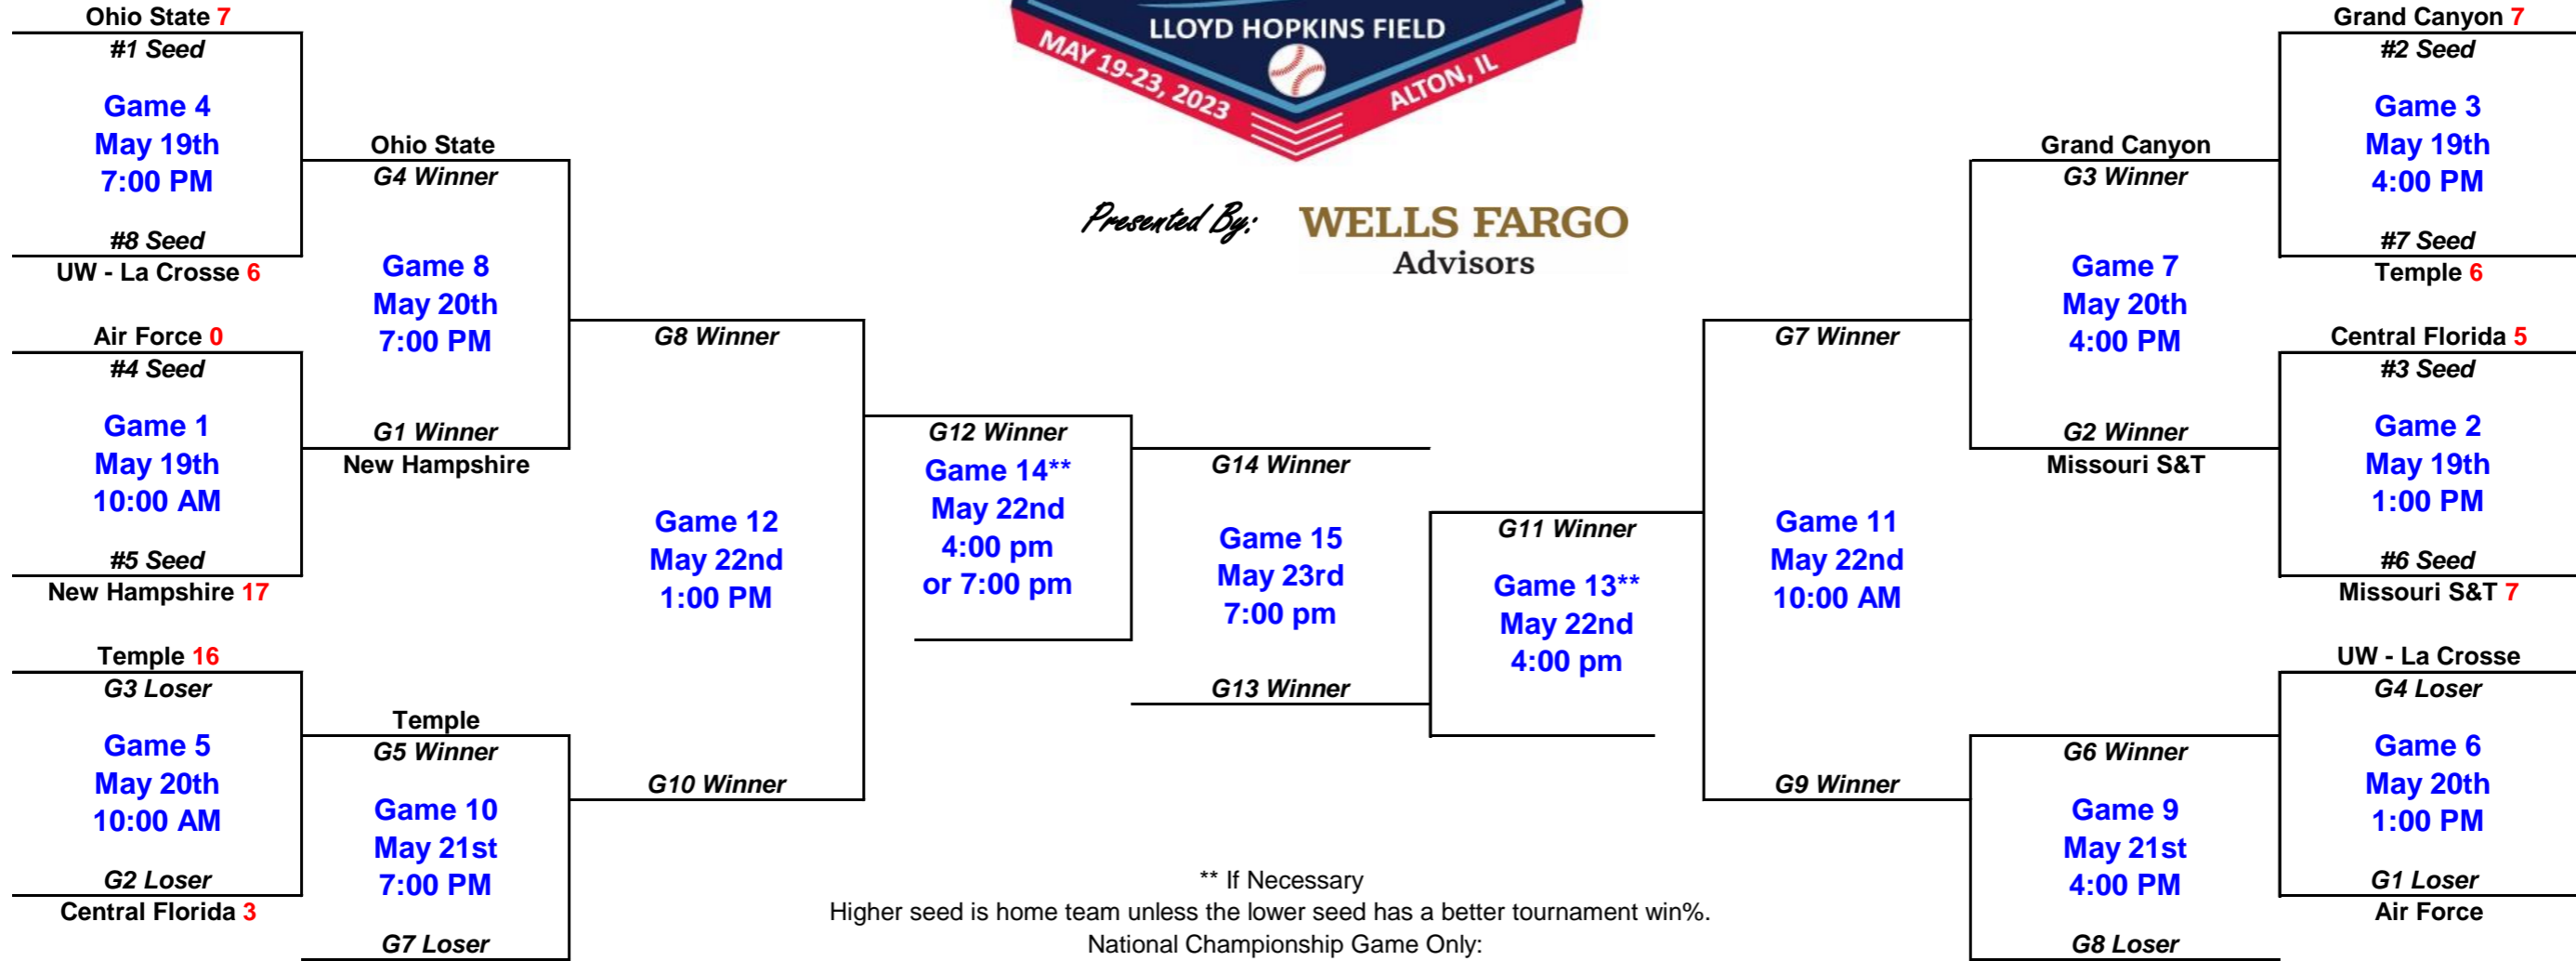 LLOYD HOPKINS FIELD
MAY 19-23, 2023
ALTON, IL
Presented By:
WELLS FARGO
Advisors
Ohio State 7
#1 Seed
Game 4
May 19th
7:00 PM
#8 Seed
UW - La Crosse 6
Air Force 0
#4 Seed
Game 1
May 19th
10:00 AM
#5 Seed
New Hampshire 17
Temple 16
G3 Loser
Game 5
May 20th
10:00 AM
G2 Loser
Central Florida 3
Ohio State
G4 Winner
Game 8
May 20th
7:00 PM
G1 Winner
New Hampshire
Temple
G5 Winner
Game 10
May 21st
7:00 PM
G7 Loser
G8 Winner
Game 12
May 22nd
1:00 PM
G10 Winner
G12 Winner
Game 14**
May 22nd
4:00 pm
or 7:00 pm
G14 Winner
Game 15
May 23rd
7:00 pm
G13 Winner
G11 Winner
Game 13**
May 22nd
4:00 pm
G7 Winner
Game 11
May 22nd
10:00 AM
G9 Winner
Grand Canyon
G3 Winner
Game 7
May 20th
4:00 PM
G2 Winner
Missouri S&T
G6 Winner
Game 9
May 21st
4:00 PM
G8 Loser
Grand Canyon 7
#2 Seed
Game 3
May 19th
4:00 PM
#7 Seed
Temple 6
Central Florida 5
#3 Seed
Game 2
May 19th
1:00 PM
#6 Seed
Missouri S&T 7
UW - La Crosse
G4 Loser
Game 6
May 20th
1:00 PM
G1 Loser
Air Force
** If Necessary
Higher seed is home team unless the lower seed has a better tournament win%.
National Championship Game Only: